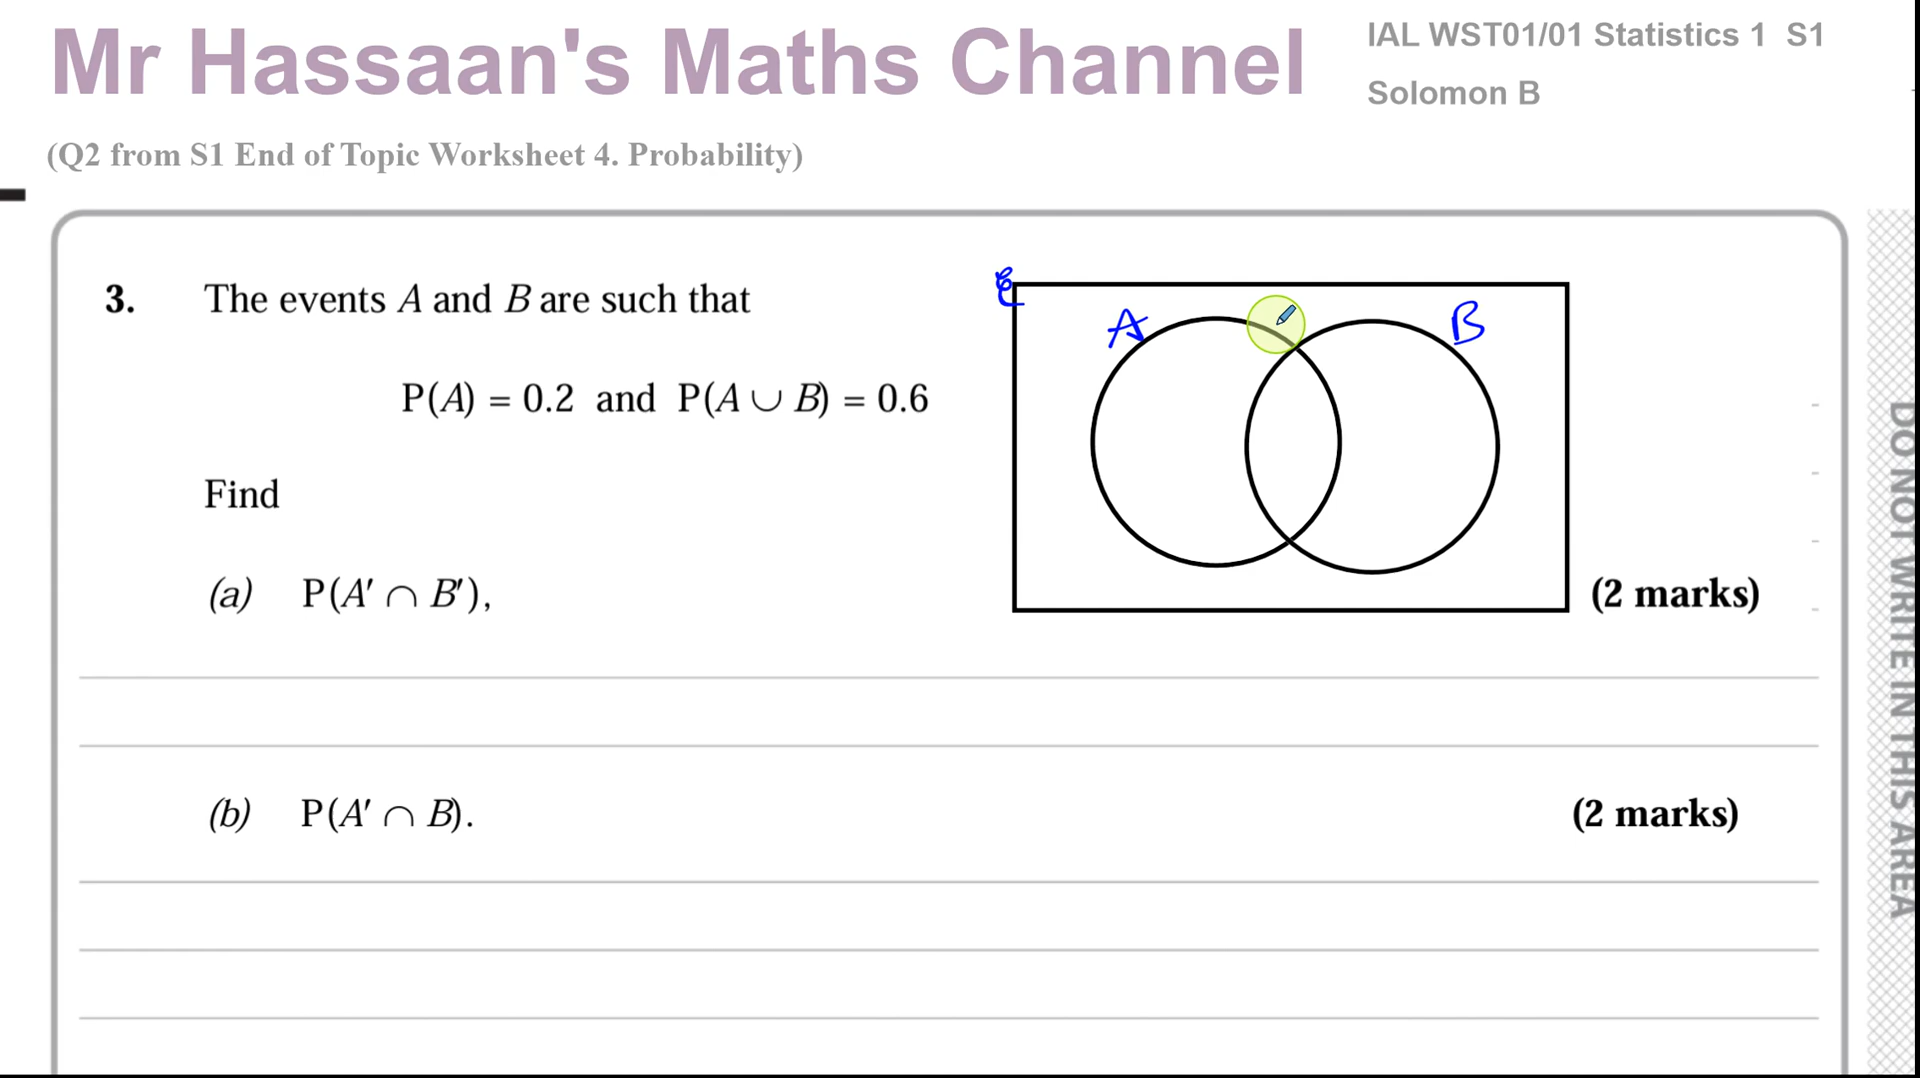 Mr Hassaan's Maths Channel
IAL WST01/01 Statistics 1 S1
Solomon B
(Q2 from S1 End of Topic Worksheet 4. Probability)
3. The events A and B are such that
P(A) = 0.2 and P(A ∪ B) = 0.6
Find
(a) P(A′ ∩ B′),
(2 marks)
(b) P(A′ ∩ B).
(2 marks)
ℰ
A
B
DO NOT WRITE IN THIS AREA